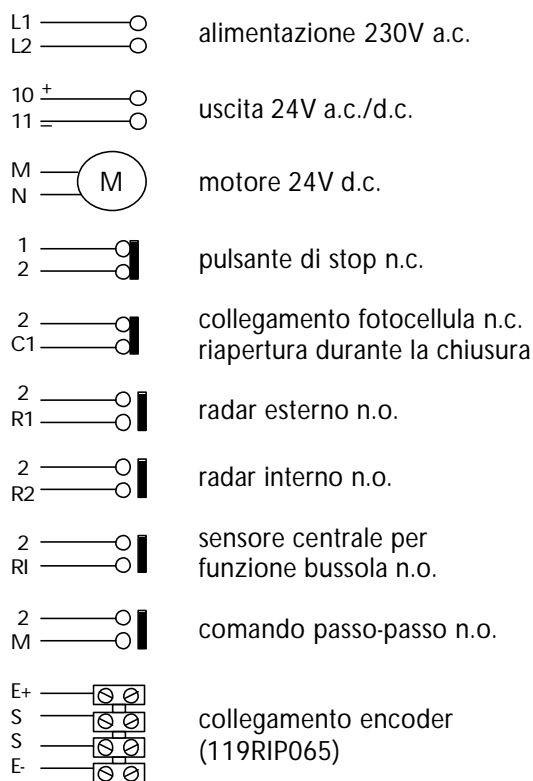 L1
L2
alimentazione 230V a.c.
10 +
11 –
uscita 24V a.c./d.c.
M
N
M
motore 24V d.c.
1
2
pulsante di stop n.c.
2
C1
collegamento fotocellula n.c.
riapertura durante la chiusura
2
R1
radar esterno n.o.
2
R2
radar interno n.o.
2
RI
sensore centrale per
funzione bussola n.o.
2
M
comando passo-passo n.o.
E+
S
S
E-
collegamento encoder
(119RIP065)